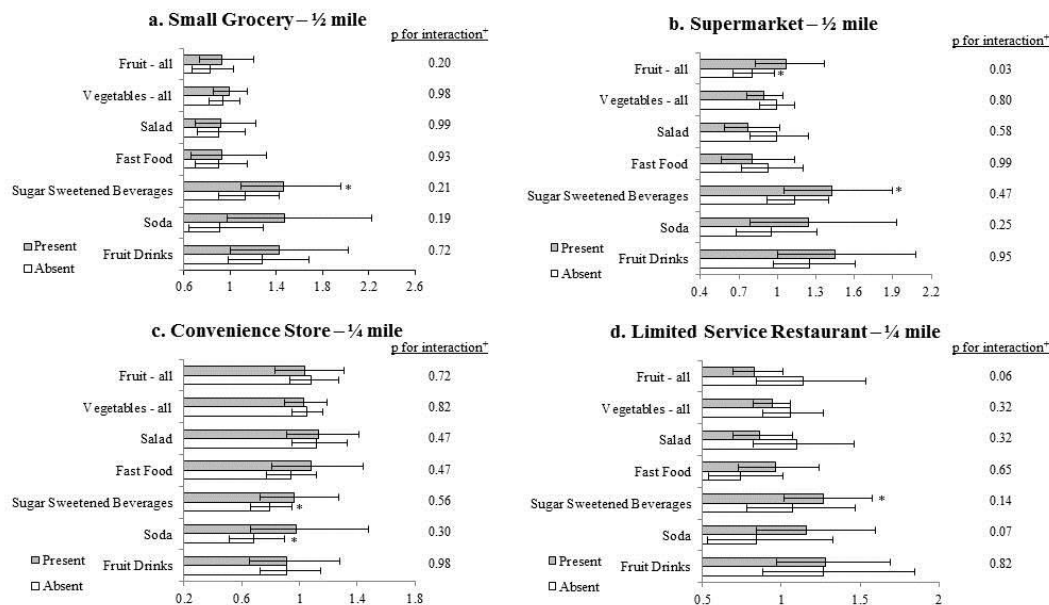 a. Small Grocery – ½ mile
p for interaction⁺
Fruit - all 0.20
Vegetables - all 0.98
Salad 0.99
Fast Food 0.93
Sugar Sweetened Beverages * 0.21
Soda 0.19
Present
Fruit Drinks 0.72
Absent
0.6 1 1.4 1.8 2.2 2.6
b. Supermarket – ½ mile
p for interaction⁺
Fruit - all * 0.03
Vegetables - all 0.80
Salad 0.58
Fast Food 0.99
Sugar Sweetened Beverages * 0.47
Soda 0.25
Present
Fruit Drinks 0.95
Absent
0.4 0.7 1 1.3 1.6 1.9 2.2
c. Convenience Store – ¼ mile
p for interaction⁺
Fruit - all 0.72
Vegetables - all 0.82
Salad 0.47
Fast Food 0.47
Sugar Sweetened Beverages * 0.56
Soda * 0.30
Present
Fruit Drinks 0.98
Absent
0.2 0.6 1 1.4 1.8
d. Limited Service Restaurant – ¼ mile
p for interaction⁺
Fruit - all 0.06
Vegetables - all 0.32
Salad 0.32
Fast Food 0.65
Sugar Sweetened Beverages * 0.14
Soda 0.07
Present
Fruit Drinks 0.82
Absent
0.5 1 1.5 2